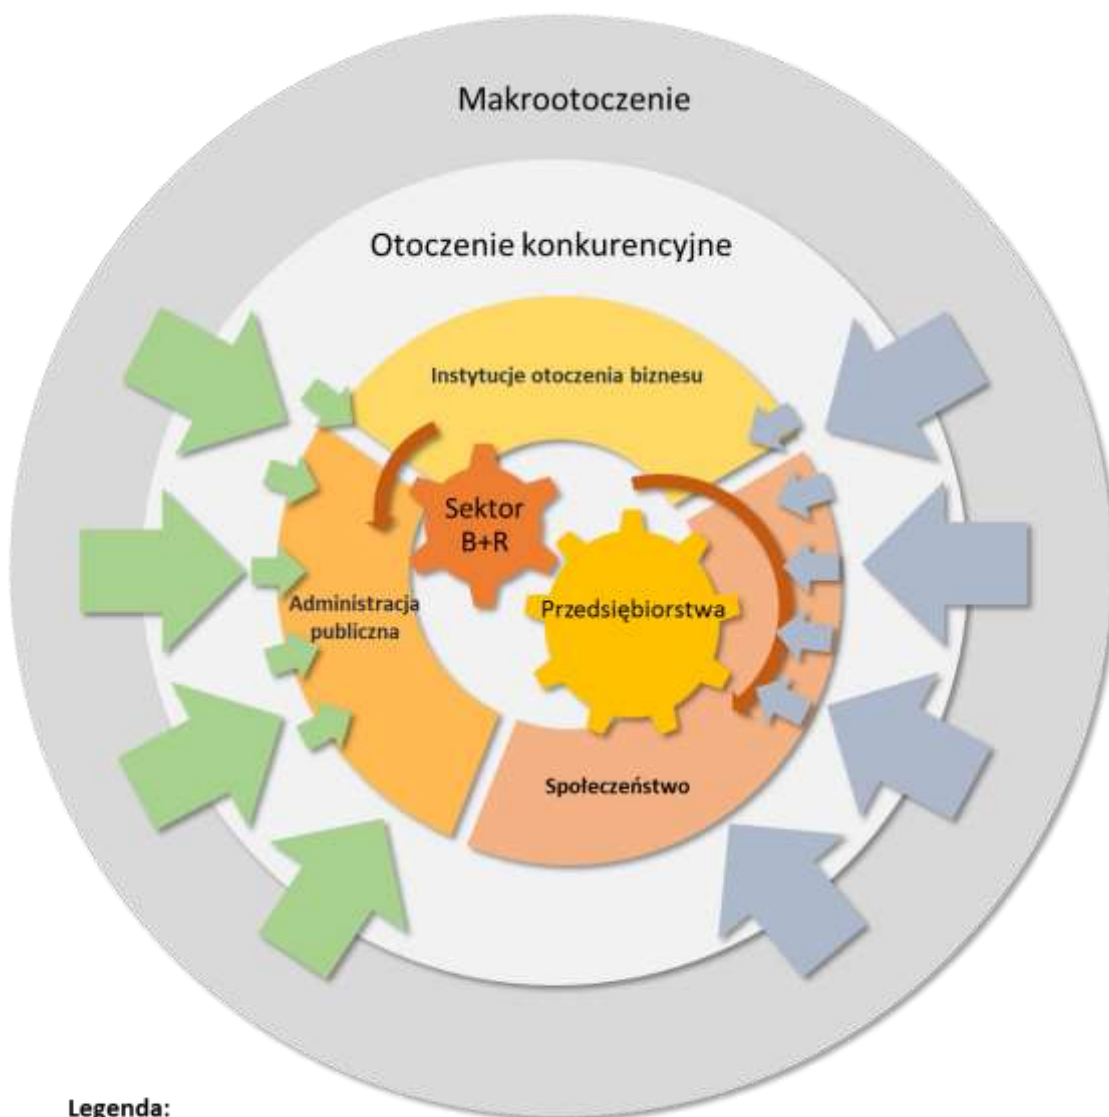 Makrootoczenie
Otoczenie konkurencyjne
Instytucje otoczenia biznesu
Sektor
B+R
Administracja
publiczna
Przedsiębiorstwa
Społeczeństwo
Legenda: